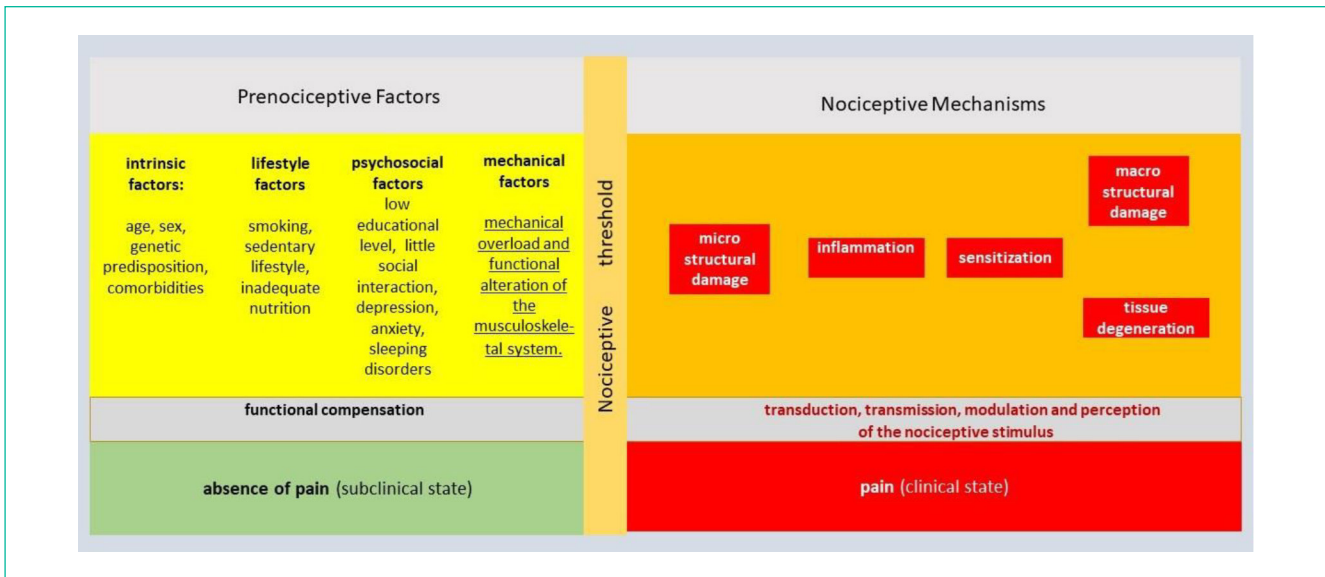 Prenociceptive Factors
intrinsic
factors:
age, sex,
genetic
predisposition,
comorbidities
lifestyle
factors
smoking,
sedentary
lifestyle,
inadequate
nutrition
psychosocial
factors
low
educational
level, little
social
interaction,
depression,
anxiety,
sleeping
disorders
mechanical
factors
mechanical
overload and
functional
alteration of
the
musculoskele-
tal system.
functional compensation
absence of pain (subclinical state)
Nociceptive threshold
Nociceptive Mechanisms
micro
structural
damage
inflammation
sensitization
macro
structural
damage
tissue
degeneration
transduction, transmission, modulation and perception
of the nociceptive stimulus
pain (clinical state)